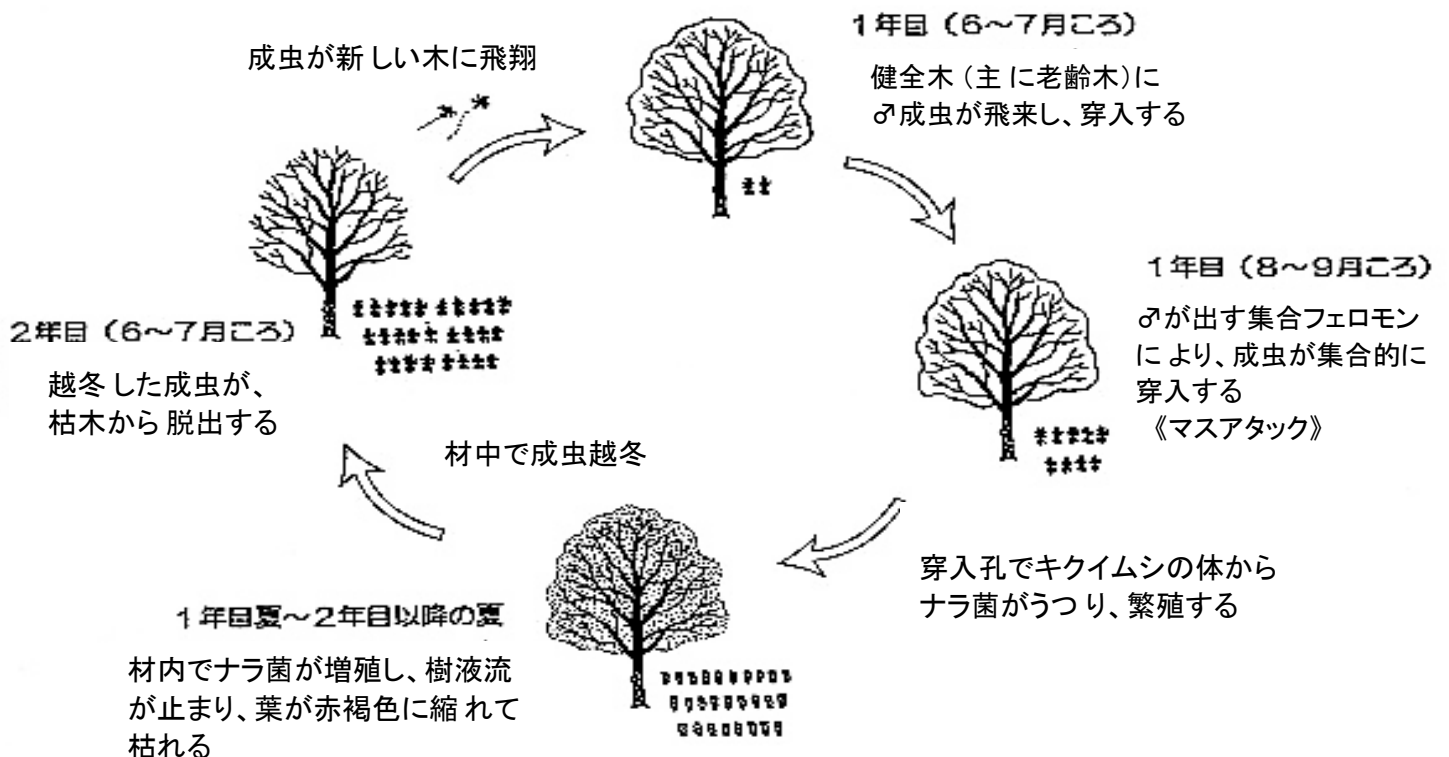 成虫が新しい木に飛翔
1年目（6～7月ころ）
健全木（主に老齢木）に
♂成虫が飛来し、穿入する
1年目（8～9月ころ）
♂が出す集合フェロモン
により、成虫が集合的に
穿入する
《マスアタック》
穿入孔でキクイムシの体から
ナラ菌がうつり、繁殖する
1年目夏～2年目以降の夏
材内でナラ菌が増殖し、樹液流
が止まり、葉が赤褐色に縮れて
枯れる
材中で成虫越冬
2年目（6～7月ころ）
越冬した成虫が、
枯木から脱出する